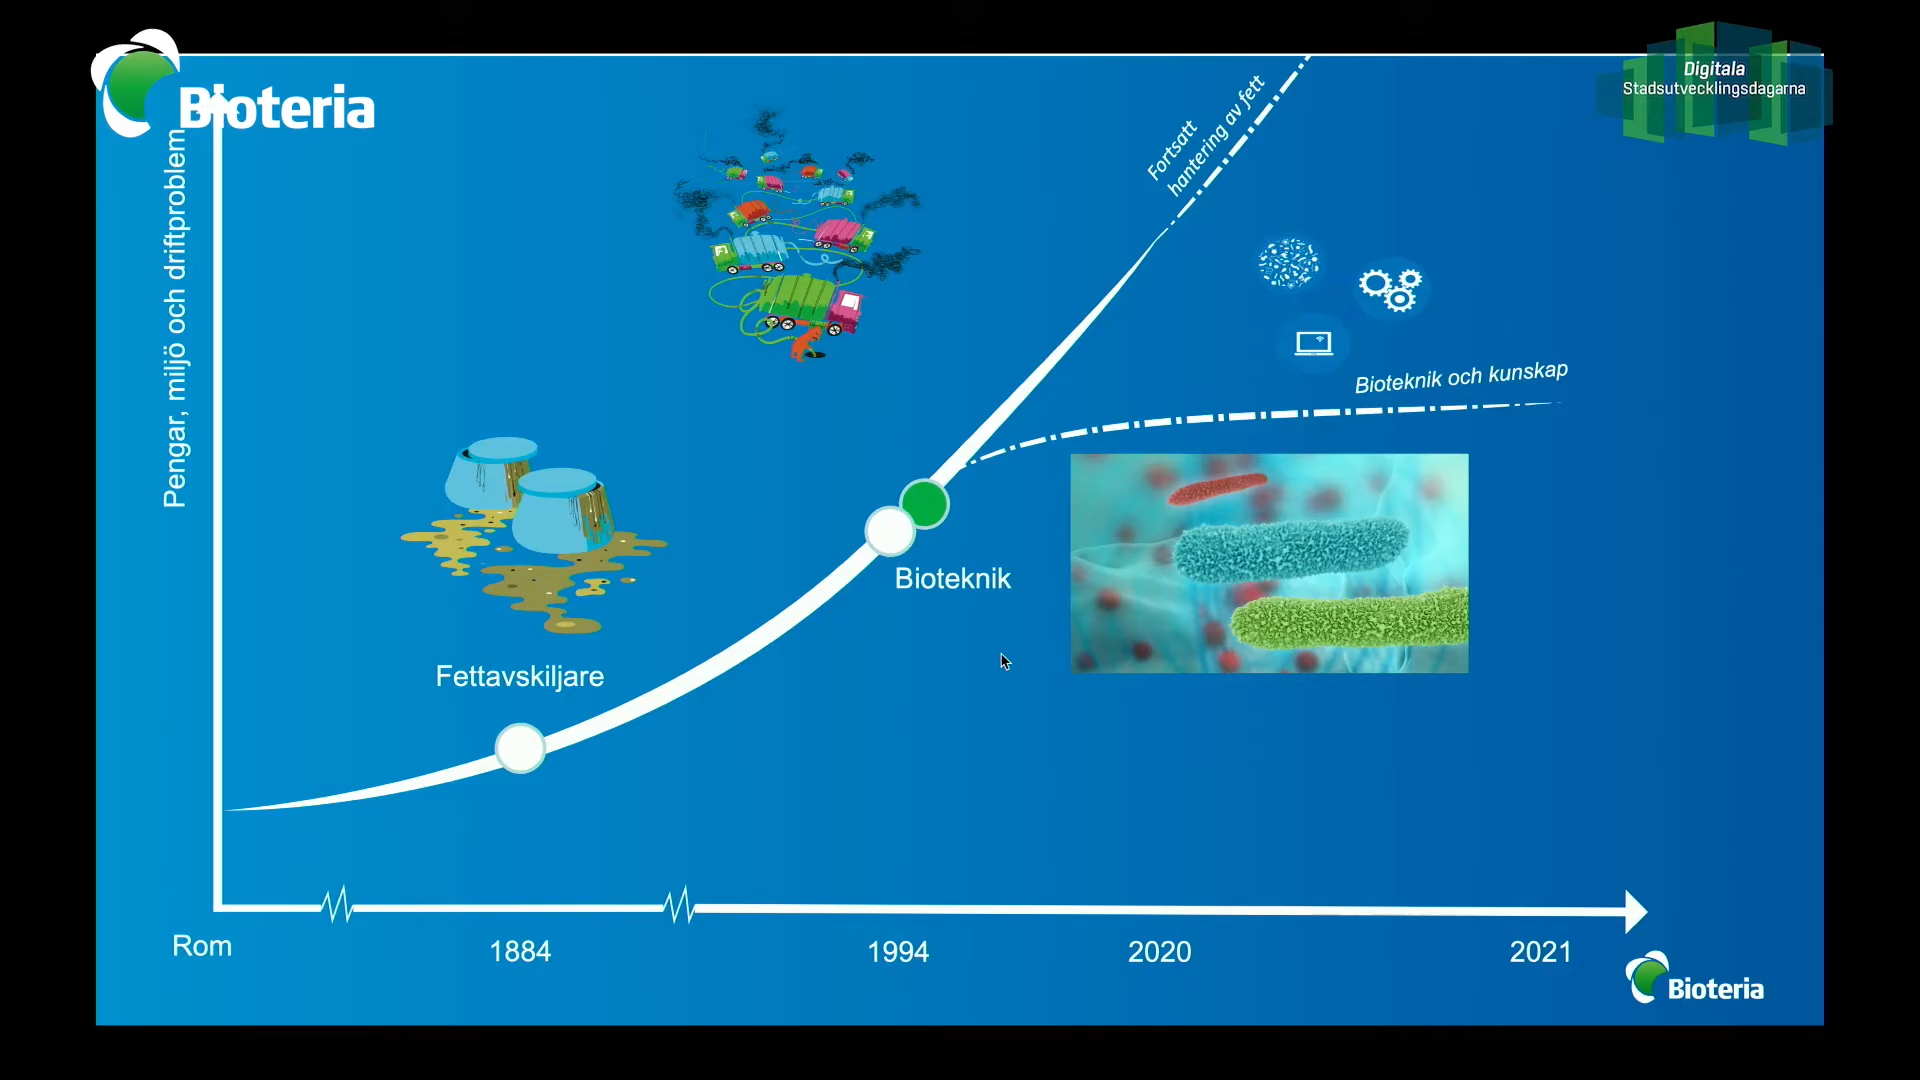 Bioteria
Digitala
Stadsutvecklingsdagarna
Pengar, miljö och driftproblem
Fortsatt
hantering av fett
Bioteknik och kunskap
Bioteknik
Fettavskiljare
Rom
1884
1994
2020
2021
Bioteria